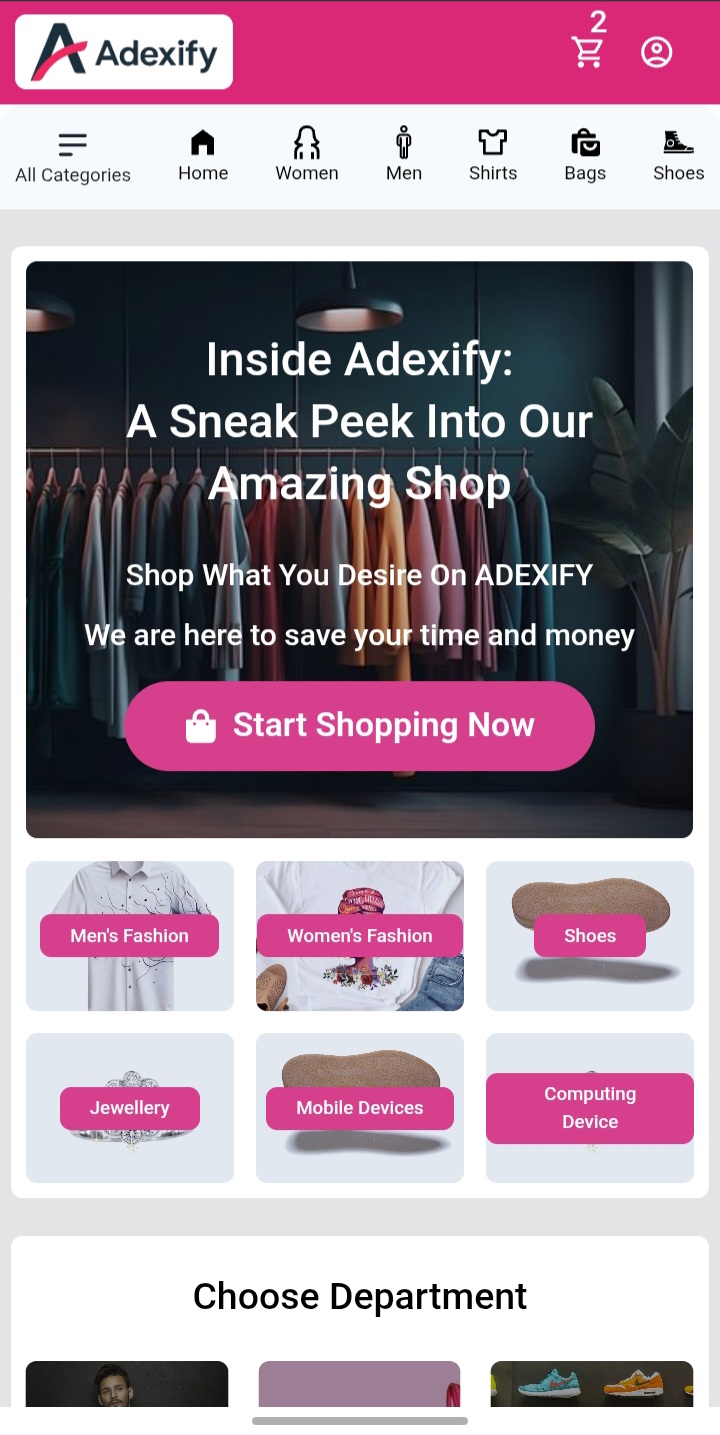 Adexify
2
All Categories
Home
Women
Men
Shirts
Bags
Shoes
Inside Adexify:
A Sneak Peek Into Our
Amazing Shop
Shop What You Desire On ADEXIFY
We are here to save your time and money
Start Shopping Now
Men's Fashion
Women's Fashion
Shoes
Jewellery
Mobile Devices
Computing
Device
Choose Department